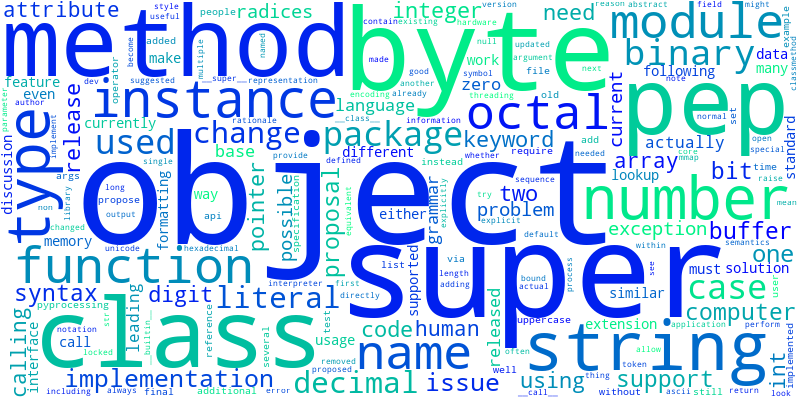 attribute
style
useful
people
radices
existing
contain
hardware
version
reason
abstract
field
might
method
byte
integer
need
module
added
make
multiple
named
null
updated
argument
symbol
good
made
work
file
next
example
classmethod
binary
pep
feature
even
author
parameter
dev
suggested
become
operator
__super__
representation
encoding
already
another
threading
old
following
note
data
many
instance
octal
zero
language
__class__
information
current
set
normal
core
open
special
currently
rationale
change
package
keyword
add
needed
actually
standard
release
discussion
type
used
base
different
instead
whether
require
array
bit
time
raise
mean
args
implement
library
non
changed
memory
long
propose
output
unicode
single
provide
defined
way
api
hexadecimal
formatting
pointer
possible
specification
proposal
equivalent
object
either
grammar
explicitly
try
explicit
sequence
two
problem
default
number
lookup
mmap
exception
buffer
within
semantics
one
function
super
interpreter
first
directly
list
supported
via
length
adding
bound
actual
process
similar
see
must
solution
case
user
syntax
pyprocessing
digit
literal
reference
class
notation
call
locked
str
leading
__builtin__
several
calling
interface
test
usage
code
human
released
uppercase
extension
application
computer
perform
int
implemented
name
removed
proposed
string
often
token
allow
implementation
decimal
issue
using
thing
support
including
always
final
additional
error
well
__call__
without
ascii
still
return
look